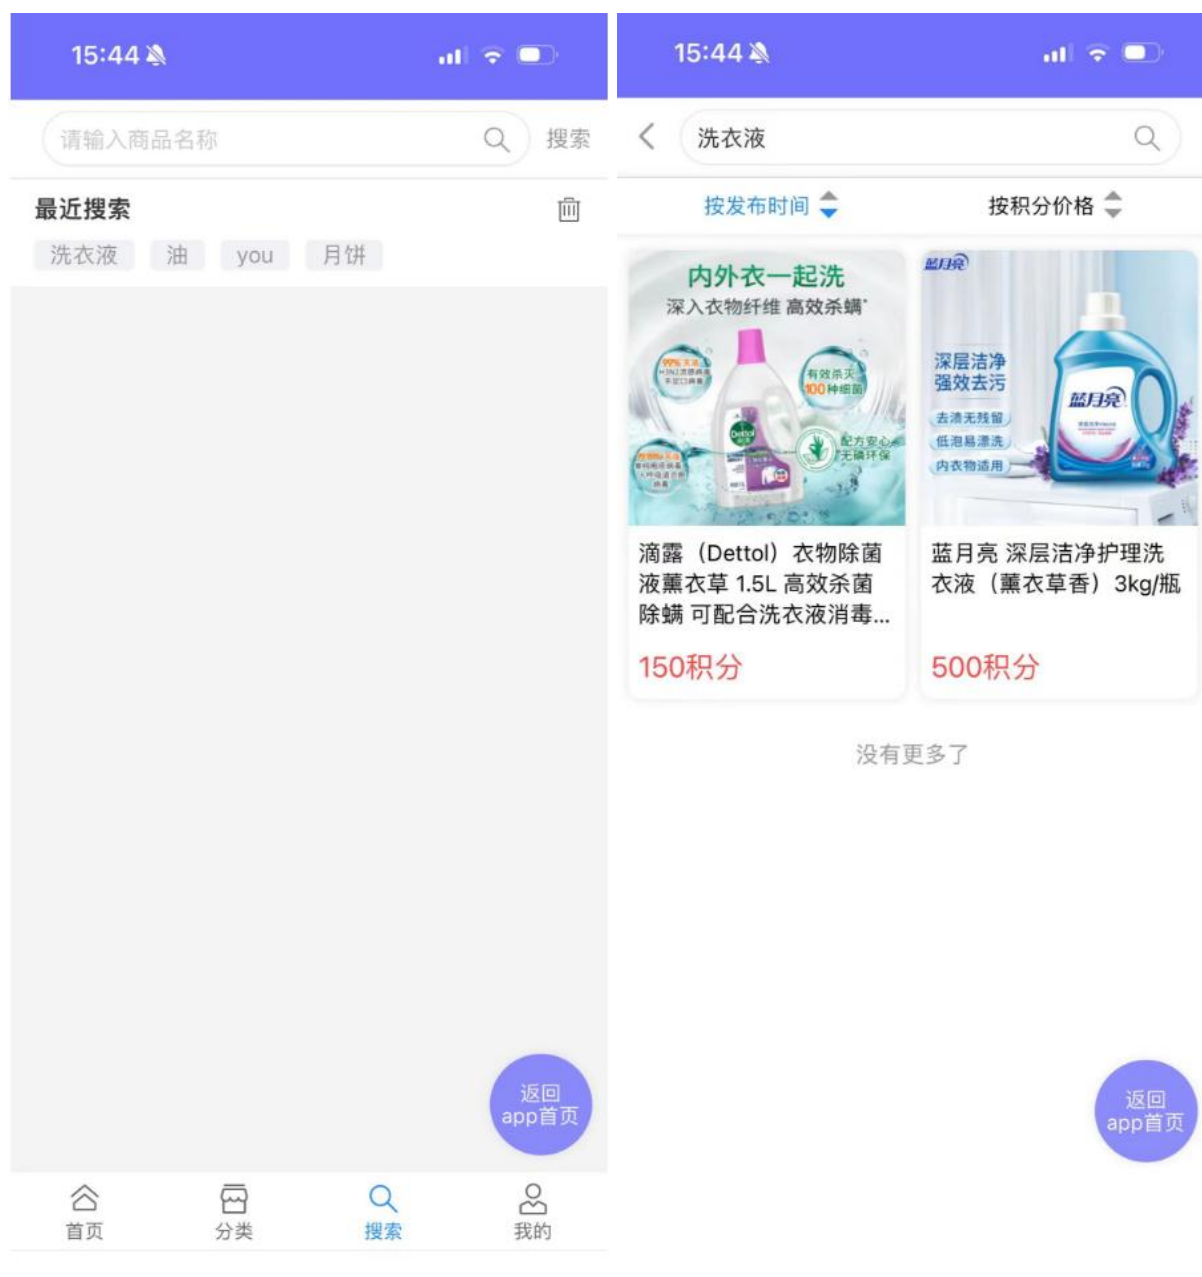 15:44
请输入商品名称
搜索
最近搜索
洗衣液 油 you 月饼
返回
app首页
首页 分类 搜索 我的
15:44
洗衣液
按发布时间 按积分价格
内外衣一起洗
深入衣物纤维 高效杀螨*
有效杀灭
100种细菌
配方安心
无磷环保
Dettol
滴露（Dettol）衣物除菌
液薰衣草 1.5L 高效杀菌
除螨 可配合洗衣液消毒...
150积分
蓝月亮
深层洁净
强效去污
去渍无残留
低泡易漂洗
内衣物适用
蓝月亮
蓝月亮 深层洁净护理洗
衣液（薰衣草香）3kg/瓶
500积分
没有更多了
返回
app首页